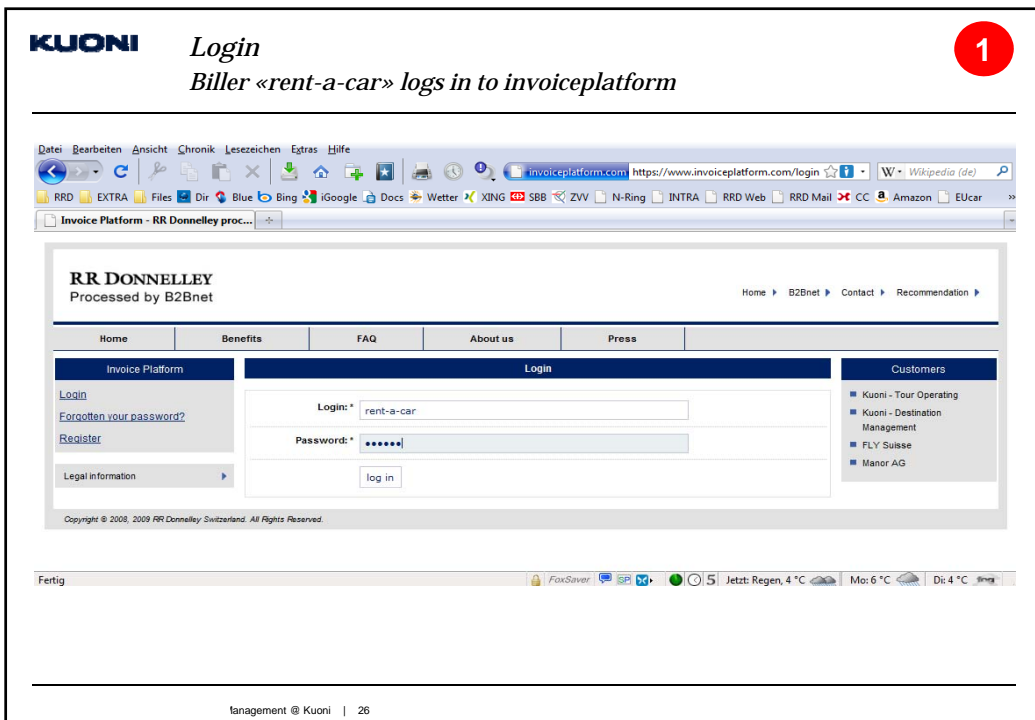 KUONI
Login
Biller «rent-a-car» logs in to invoiceplatform
1
Datei Bearbeiten Ansicht Chronik Lesezeichen Extras Hilfe
invoiceplatform.com https://www.invoiceplatform.com/login W Wikipedia (de)
RRD EXTRA Files Dir Blue Bing iGoogle Docs Wetter XING SBB ZVV N-Ring INTRA RRD Web RRD Mail CC Amazon EUcar »
Invoice Platform - RR Donnelley proc...
RR DONNELLEY
Processed by B2Bnet
Home B2Bnet Contact Recommendation
Home Benefits FAQ About us Press
Invoice Platform
Login
Forgotten your password?
Register
Legal information
Login
Login: * rent-a-car
Password: * ••••••
log in
Customers
Kuoni - Tour Operating
Kuoni - Destination
Management
FLY Suisse
Manor AG
Copyright © 2008, 2009 RR Donnelley Switzerland. All Rights Reserved.
Fertig FoxSaver SP 5 Jetzt: Regen, 4 °C Mo: 6 °C Di: 4 °C
anagement @ Kuoni | 26